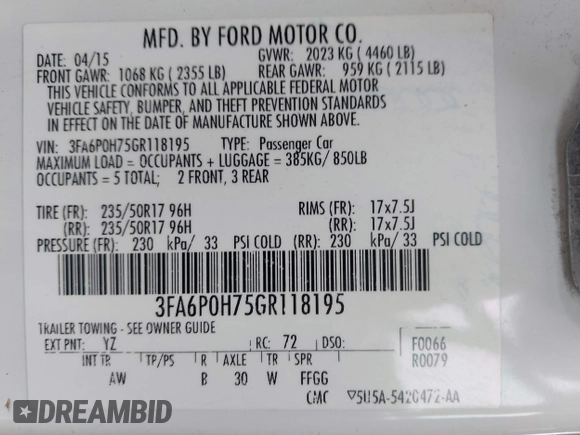 MFD. BY FORD MOTOR CO.
DATE: 04/15 GVWR: 2023 KG ( 4460 LB)
FRONT GAWR: 1068 KG ( 2355 LB) REAR GAWR: 959 KG ( 2115 LB)
THIS VEHICLE CONFORMS TO ALL APPLICABLE FEDERAL MOTOR
VEHICLE SAFETY, BUMPER, AND THEFT PREVENTION STANDARDS
IN EFFECT ON THE DATE OF MANUFACTURE SHOWN ABOVE.
VIN: 3FA6P0H75GR118195 TYPE: Passenger Car
MAXIMUM LOAD = OCCUPANTS + LUGGAGE = 385KG/ 850LB
OCCUPANTS = 5 TOTAL; 2 FRONT, 3 REAR
TIRE (FR): 235/50R17 96H RIMS (FR): 17x7.5J
(RR): 235/50R17 96H (RR): 17x7.5J
PRESSURE (FR): 230 kPa/ 33 PSI COLD (RR): 230 kPa/ 33 PSI COLD
3FA6P0H75GR118195
TRAILER TOWING - SEE OWNER GUIDE
EXT PNT: YZ RC: 72 DSO: F0066
R0079
INT TR TP/PS R AXLE TR SPR
AW B 30 W FFGG
CMC ▽5U5A-5420472-AA
DREAMBID